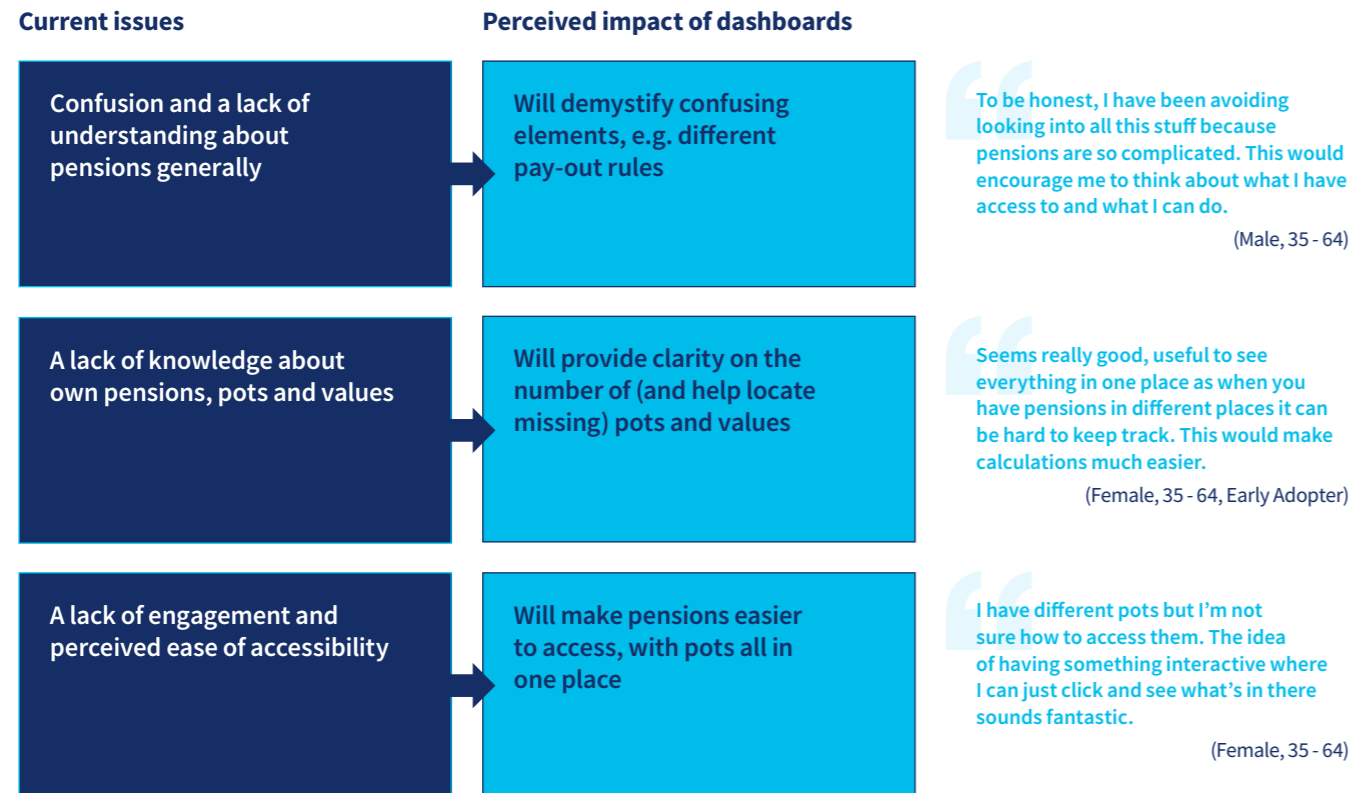 Current issues
Perceived impact of dashboards
Confusion and a lack of
understanding about
pensions generally
Will demystify confusing
elements, e.g. different
pay-out rules
To be honest, I have been avoiding
looking into all this stuff because
pensions are so complicated. This would
encourage me to think about what I have
access to and what I can do.
(Male, 35 - 64)
A lack of knowledge about
own pensions, pots and values
Will provide clarity on the
number of (and help locate
missing) pots and values
Seems really good, useful to see
everything in one place as when you
have pensions in different places it can
be hard to keep track. This would make
calculations much easier.
(Female, 35 - 64, Early Adopter)
A lack of engagement and
perceived ease of accessibility
Will make pensions easier
to access, with pots all in
one place
I have different pots but I’m not
sure how to access them. The idea
of having something interactive where
I can just click and see what’s in there
sounds fantastic.
(Female, 35 - 64)